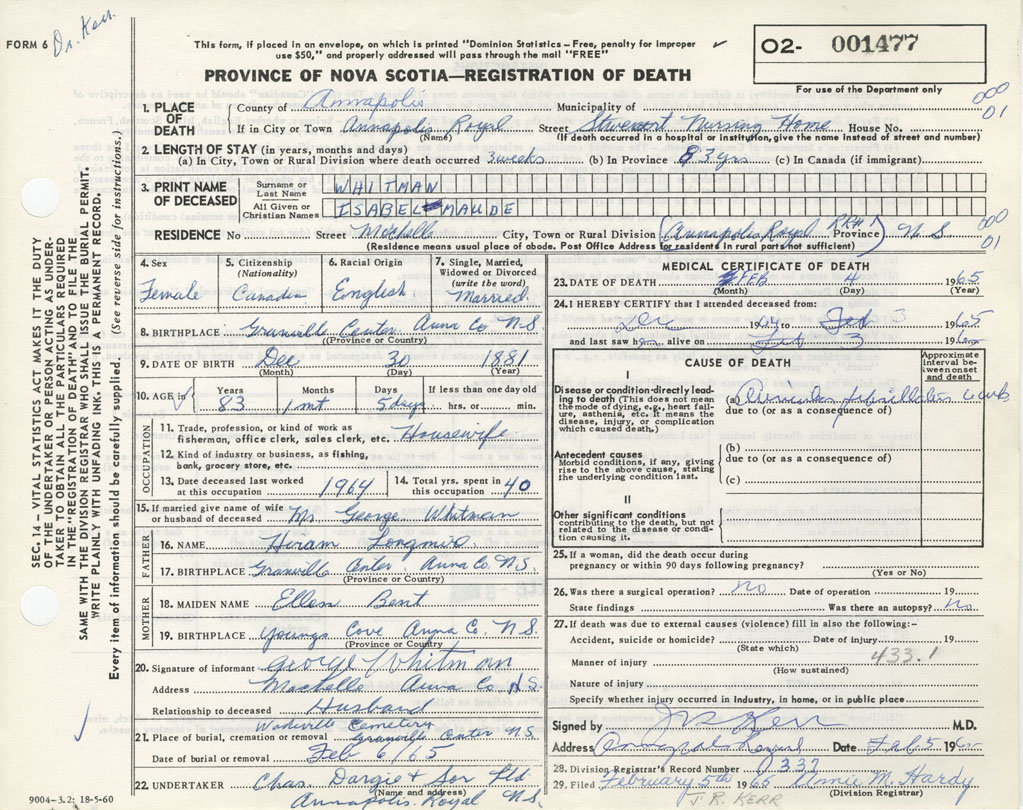 Dr. Kerr
FORM 6
This form, if placed in an envelope, on which is printed "Dominion Statistics – Free, penalty for improper
use $50," and properly addressed will pass through the mail "FREE"
PROVINCE OF NOVA SCOTIA—REGISTRATION OF DEATH
O2- 001477
For use of the Department only
000
01
1. PLACE OF DEATH
County of Annapolis Municipality of
If in City or Town Annapolis Royal Street Stewart Nursing Home House No.
(Name) (If death occurred in a hospital or institution, give the name instead of street and number)
2. LENGTH OF STAY (in years, months and days)
(a) In City, Town or Rural Division where death occurred 3 weeks (b) In Province 83 yrs (c) In Canada (if immigrant)
3. PRINT NAME OF DECEASED
Surname or Last Name WHITMAN
All Given or Christian Names ISABEL MAUDE
RESIDENCE No. Street Mochelle City, Town or Rural Division (Annapolis Royal RR#1) Province N S
(Residence means usual place of abode. Post Office Address for residents in rural parts not sufficient)
000
01
4. Sex Female
5. Citizenship (Nationality) Canadian
6. Racial Origin English
7. Single, Married, Widowed or Divorced (write the word) Married
8. BIRTHPLACE Granville Center Anna Co N.S.
(Province or Country)
9. DATE OF BIRTH Dec 30 1881
(Month) (Day) (Year)
10. AGE in Years 83 Months 1 mt Days 5 days If less than one day old hrs. or min.
OCCUPATION
11. Trade, profession, or kind of work as
fisherman, office clerk, sales clerk, etc. Housewife
12. Kind of industry or business, as fishing,
bank, grocery store, etc.
13. Date deceased last worked at this occupation 1964
14. Total yrs. spent in this occupation 40
15. If married give name of wife or husband of deceased Mr. George Whitman
FATHER
16. NAME Hiram Longmire
17. BIRTHPLACE Granville Center Anna Co. N.S.
(Province or Country)
MOTHER
18. MAIDEN NAME Ellen Bent
19. BIRTHPLACE Youngs Cove Anna Co. N.S.
(Province or Country)
20. Signature of informant George Whitman
Address Mochelle Anna Co N.S.
Relationship to deceased Husband
21. Place of burial, cremation or removal Cemetery Granville Center N.S.
Date of burial or removal Feb 6/65
22. UNDERTAKER Chas. Dargie & Son Ltd
(Name and address)
Annapolis Royal N.S.
9004-3.2: 18-5-60
MEDICAL CERTIFICATE OF DEATH
23. DATE OF DEATH FEB 4 1965
(Month) (Day) (Year)
24. I HEREBY CERTIFY that I attended deceased from:
Dec 1964 to Feb 3 1965
and last saw her alive on Feb 3 196
CAUSE OF DEATH
Approximate interval between onset and death
I
Disease or condition directly leading to death (This does not mean the mode of dying, e.g., heart failure, asthenia, etc. It means the disease, injury, or complication which caused death.)
(a) Auricular fibrillation
due to (or as a consequence of)
Antecedent causes
Morbid conditions, if any, giving rise to the above cause, stating the underlying condition last.
(b)
due to (or as a consequence of)
(c)
II
Other significant conditions
contributing to the death, but not related to the disease or condition causing it.
25. If a woman, did the death occur during
pregnancy or within 90 days following pregnancy?
(Yes or No)
26. Was there a surgical operation? No Date of operation 19
State findings Was there an autopsy? No.
27. If death was due to external causes (violence) fill in also the following:–
Accident, suicide or homicide? Date of injury 19
(State which)
433.1
Manner of injury
(How sustained)
Nature of injury
Specify whether injury occurred in industry, in home, or in public place
Signed by J R Kerr M.D.
Address Annapolis Royal Date Feb 5 196
28. Division Registrar's Record Number 0337
29. Filed February 5th 1965 Annie M. Hardy
(Division Registrar)
J.R. KERR
SEC. 14 – VITAL STATISTICS ACT MAKES IT THE DUTY
OF THE UNDERTAKER OR PERSON ACTING AS UNDER-
TAKER TO OBTAIN ALL THE PARTICULARS REQUIRED
IN THE "REGISTRATION OF DEATH" AND TO FILE THE
SAME WITH THE DIVISION REGISTRAR WHO SHALL ISSUE THE BURIAL PERMIT.
WRITE PLAINLY WITH UNFADING INK. THIS IS A PERMANENT RECORD.
Every item of information should be carefully supplied. (See reverse side for instructions.)